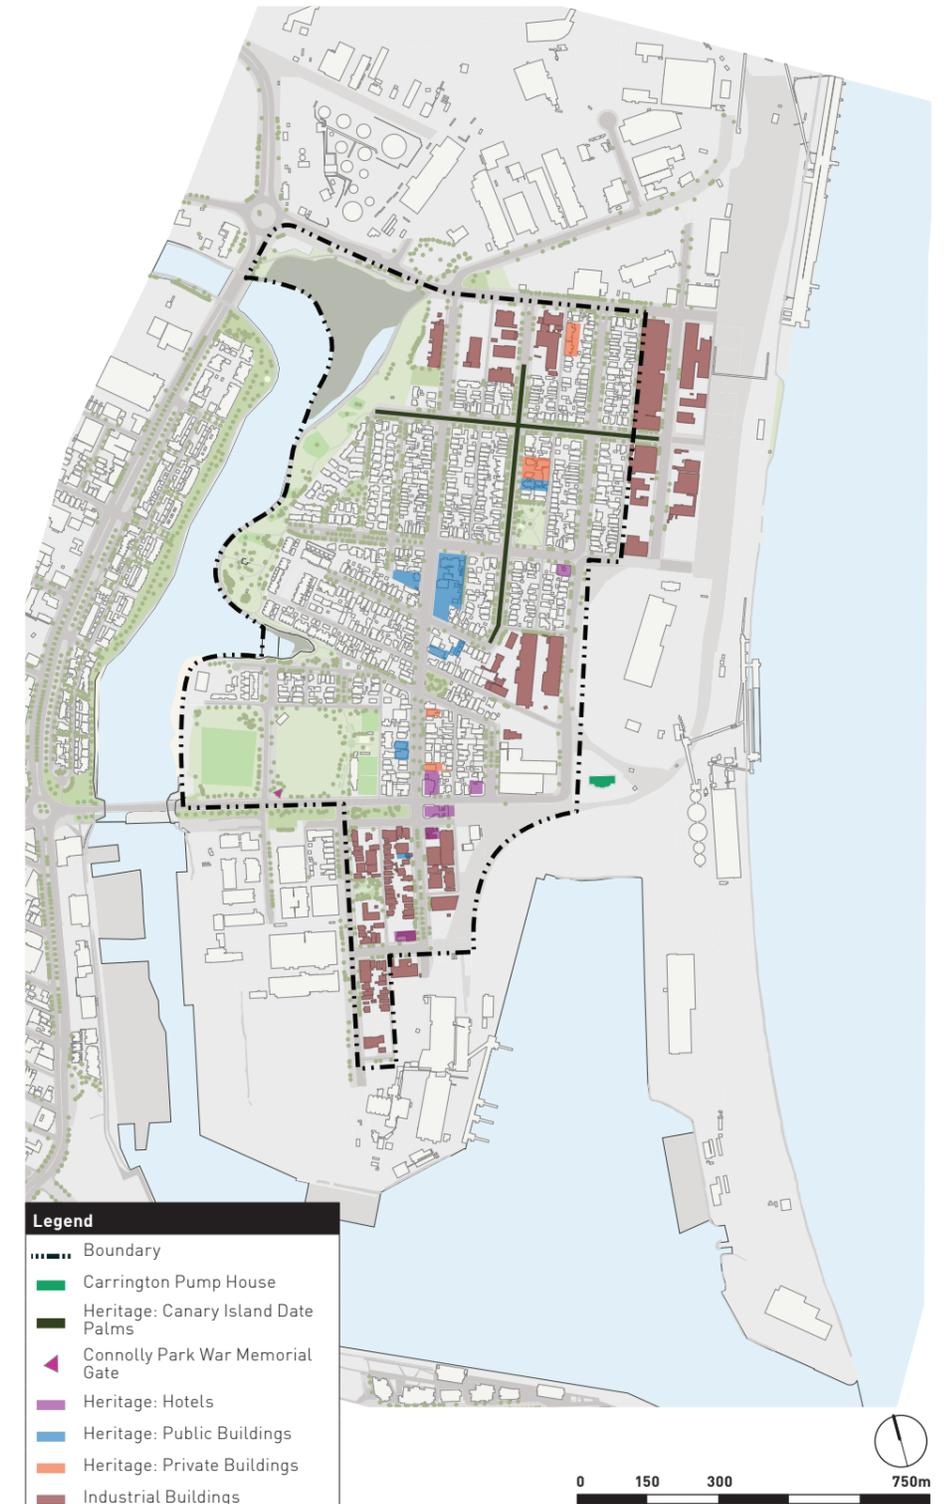 Legend
Boundary
Carrington Pump House
Heritage: Canary Island Date
Palms
Connolly Park War Memorial
Gate
Heritage: Hotels
Heritage: Public Buildings
Heritage: Private Buildings
Industrial Buildings
0 150 300 750m